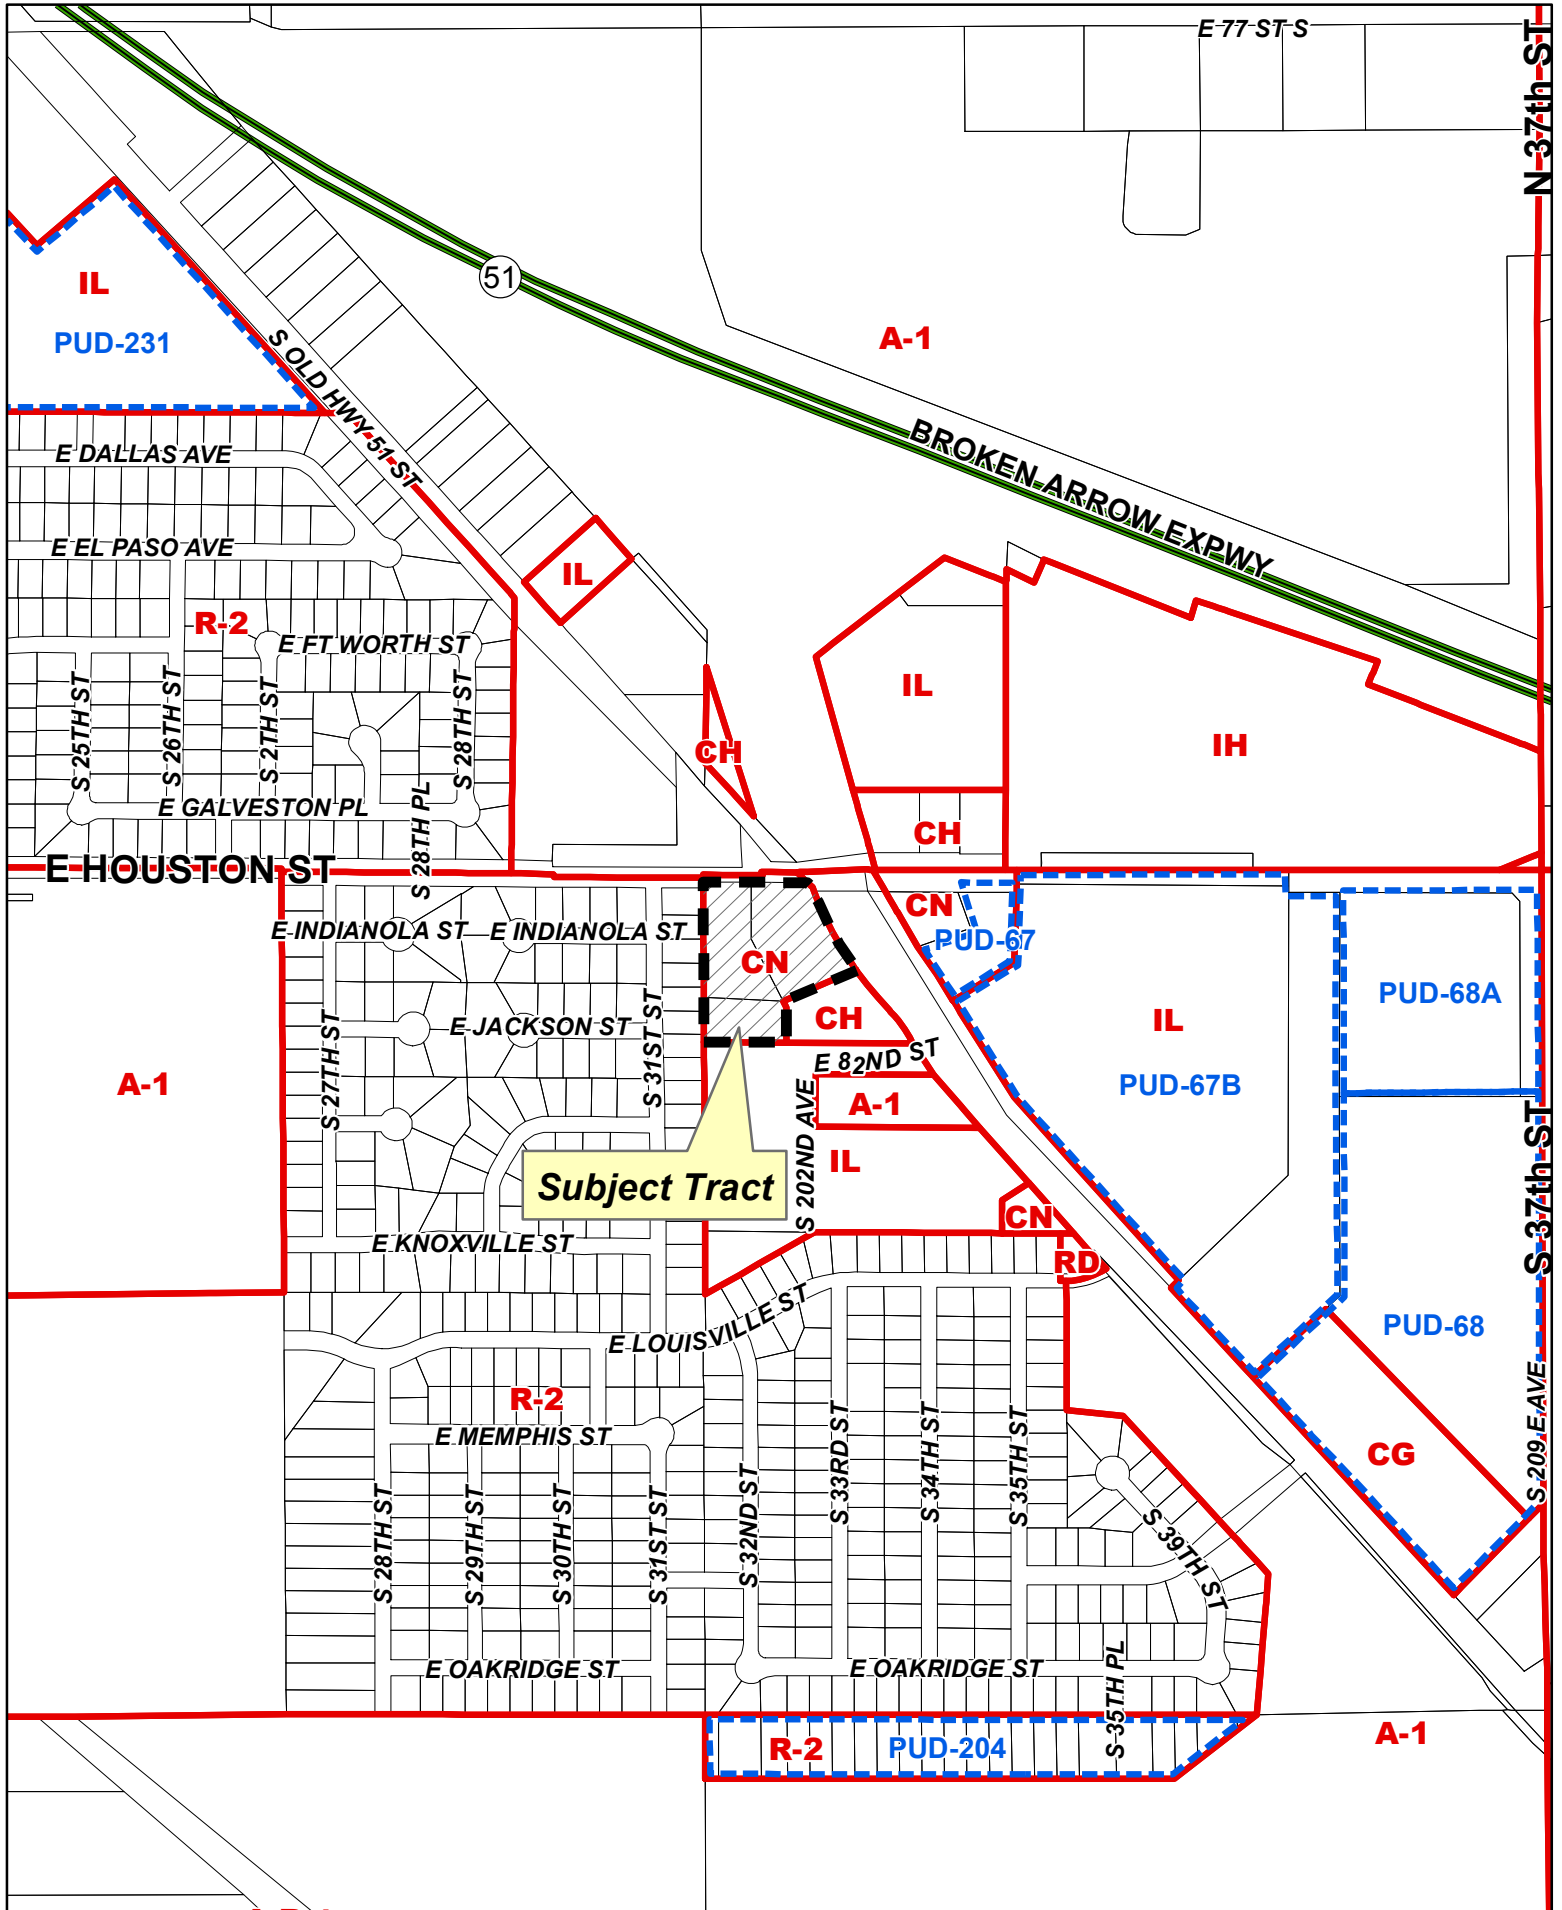 E 77 ST S
N 37th ST
51
IL
PUD-231
A-1
S OLD HWY 51 ST
BROKEN ARROW EXPWY
E DALLAS AVE
E EL PASO AVE
IL
R-2
E FT WORTH ST
S 25TH ST
S 26TH ST
S 2TH ST
S 28TH ST
IL
CH
IH
E GALVESTON PL
S 28TH PL
CH
E HOUSTON ST
CN
E INDIANOLA ST
E INDIANOLA ST
PUD-67
CN
PUD-68A
E JACKSON ST
CH
IL
S 27TH ST
S 31ST ST
E 82ND ST
A-1
A-1
PUD-67B
S 202ND AVE
IL
S 37th ST
Subject Tract
CN
E KNOXVILLE ST
RD
E LOUISVILLE ST
PUD-68
R-2
E MEMPHIS ST
S 33RD ST
S 34TH ST
S 35TH ST
CG
S 209 E AVE
S 28TH ST
S 29TH ST
S 30TH ST
S 31ST ST
S 32ND ST
S 39TH ST
E OAKRIDGE ST
E OAKRIDGE ST
S 35TH PL
R-2
PUD-204
A-1